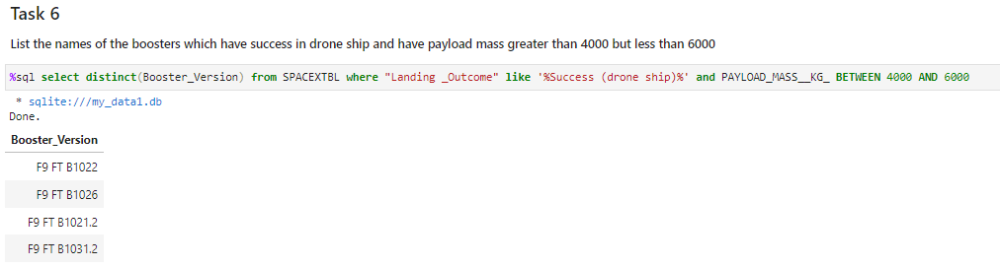 Task 6
List the names of the boosters which have success in drone ship and have payload mass greater than 4000 but less than 6000
%sql select distinct(Booster_Version) from SPACEXTBL where "Landing _Outcome" like '%Success (drone ship)%' and PAYLOAD_MASS__KG_ BETWEEN 4000 AND 6000
* sqlite:///my_data1.db
Done.
Booster_Version
F9 FT B1022
F9 FT B1026
F9 FT B1021.2
F9 FT B1031.2